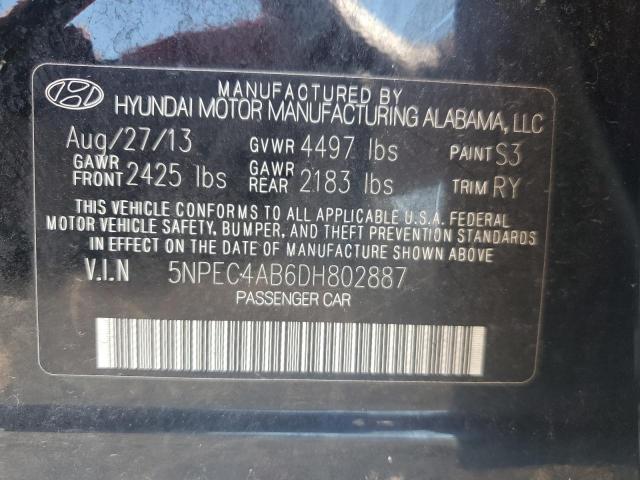 MANUFACTURED BY
HYUNDAI MOTOR MANUFACTURING ALABAMA, LLC
Aug/27/13 GVWR 4497 lbs PAINT S3
GAWR FRONT 2425 lbs GAWR REAR 2183 lbs TRIM RY
THIS VEHICLE CONFORMS TO ALL APPLICABLE U.S.A. FEDERAL
MOTOR VEHICLE SAFETY, BUMPER, AND THEFT PREVENTION STANDARDS
IN EFFECT ON THE DATE OF MANUFACTURE SHOWN ABOVE
V.I.N 5NPEC4AB6DH802887
PASSENGER CAR